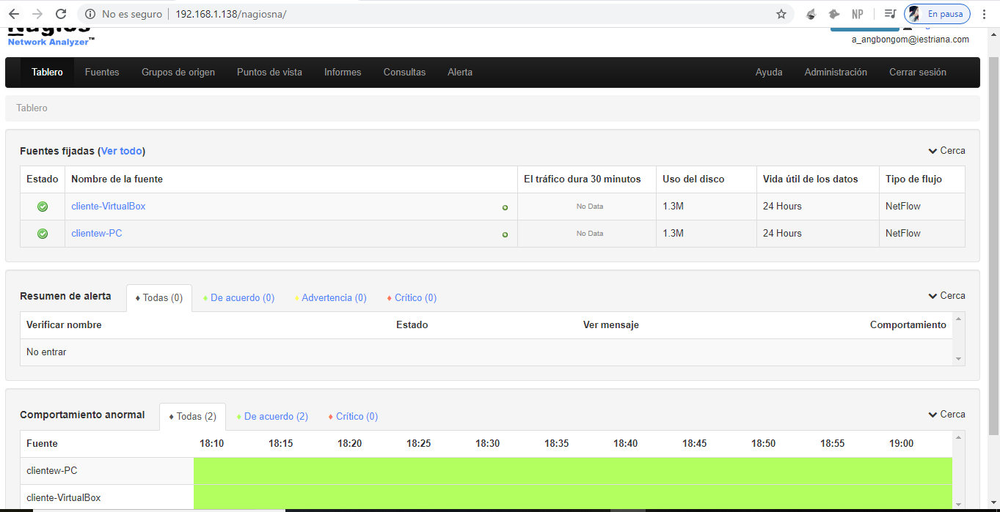 No es seguro | 192.168.1.138/nagiosna/
NP
En pausa
Nagios
Network Analyzer™
a_angbongom@iestriana.com
Tablero Fuentes Grupos de origen Puntos de vista Informes Consultas Alerta Ayuda Administración Cerrar sesión
Tablero
Fuentes fijadas (Ver todo) Cerca
Estado Nombre de la fuente El tráfico dura 30 minutos Uso del disco Vida útil de los datos Tipo de flujo
cliente-VirtualBox No Data 1.3M 24 Hours NetFlow
clientew-PC No Data 1.3M 24 Hours NetFlow
Resumen de alerta Todas (0) De acuerdo (0) Advertencia (0) Crítico (0) Cerca
Verificar nombre Estado Ver mensaje Comportamiento
No entrar
Comportamiento anormal Todas (2) De acuerdo (2) Crítico (0) Cerca
Fuente 18:10 18:15 18:20 18:25 18:30 18:35 18:40 18:45 18:50 18:55 19:00
clientew-PC
cliente-VirtualBox